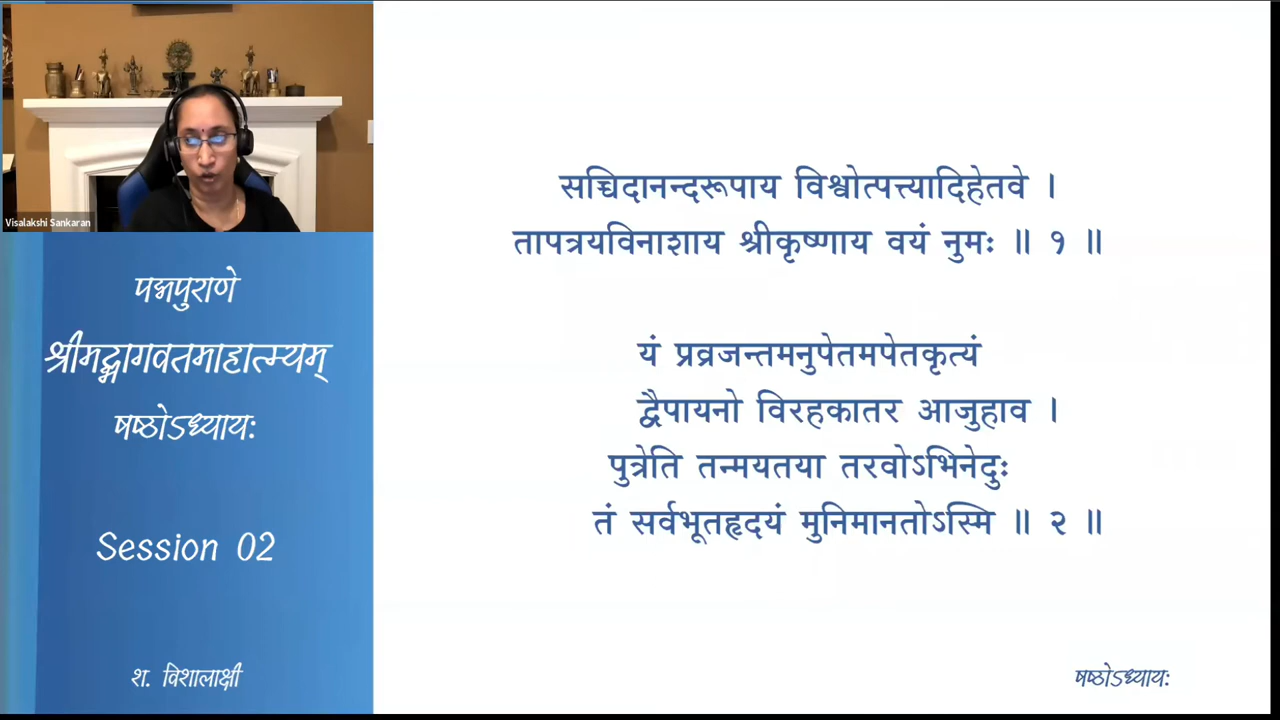 Visalakshi Sankaran
पद्मपुराणे
श्रीमद्भागवतमाहात्म्यम्
षष्ठोऽध्यायः
Session 02
श. विशालाक्षी
सच्चिदानन्दरूपाय विश्वोत्पत्त्यादिहेतवे ।
तापत्रयविनाशाय श्रीकृष्णाय वयं नुमः ॥ १ ॥
यं प्रव्रजन्तमनुपेतमपेतकृत्यं
द्वैपायनो विरहकातर आजुहाव ।
पुत्रेति तन्मयतया तरवोऽभिनेदुः
तं सर्वभूतहृदयं मुनिमानतोऽस्मि ॥ २ ॥
षष्ठोऽध्यायः